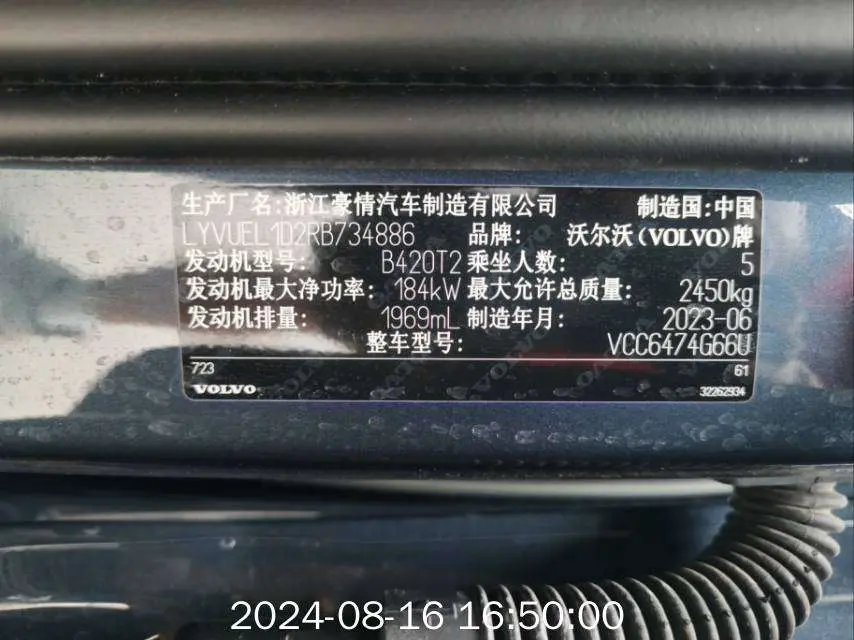 生产厂名:浙江豪情汽车制造有限公司 制造国:中国
LYVUEL1D2RB734886 品牌: 沃尔沃(VOLVO)牌
发动机型号: B420T2 乘坐人数: 5
发动机最大净功率: 184kW 最大允许总质量: 2450kg
发动机排量: 1969mL 制造年月: 2023-06
整车型号: VCC6474G66U
723 61
VOLVO 32262934
2024-08-16 16:50:00